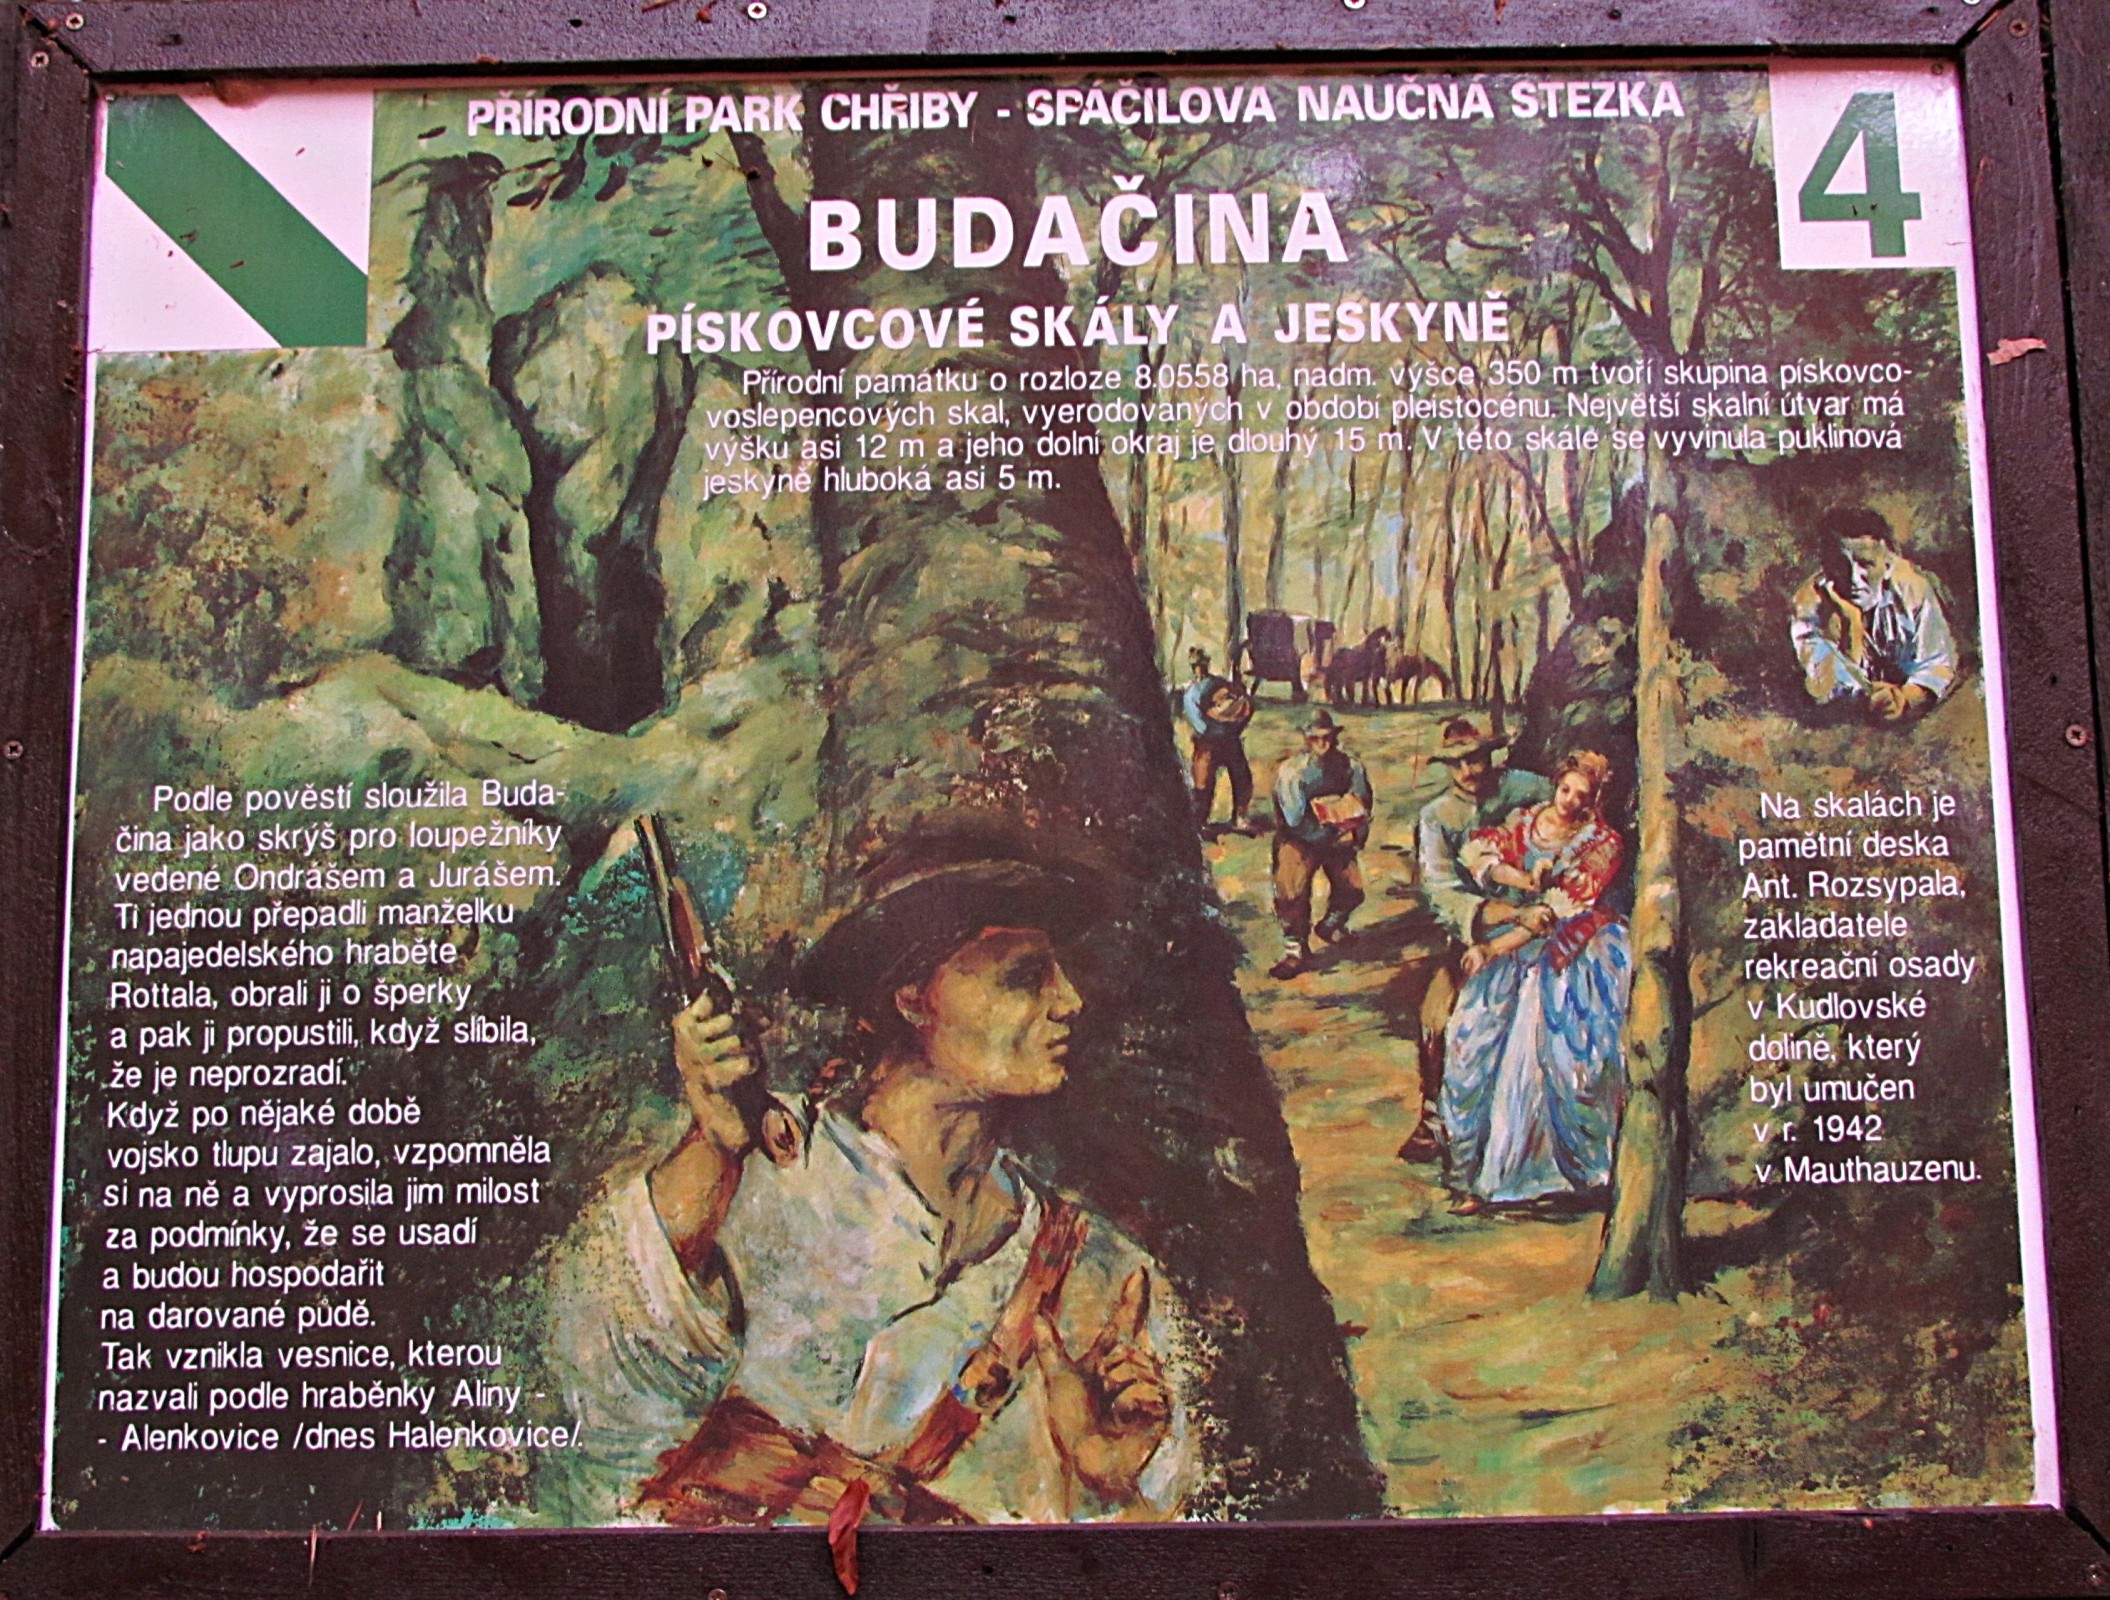 PŘÍRODNÍ PARK CHŘIBY - SPÁČILOVA NAUČNÁ STEZKA
4
BUDAČINA
PÍSKOVCOVÉ SKÁLY A JESKYNĚ
Přírodní památku o rozloze 8.0558 ha, nadm. výšce 350 m tvoří skupina pískovco-
voslepencových skal, vyerodovaných v období pleistocénu. Největší skalní útvar má
výšku asi 12 m a jeho dolní okraj je dlouhý 15 m. V této skále se vyvinula puklinová
jeskyně hluboká asi 5 m.
Podle pověstí sloužila Buda-
čina jako skrýš pro loupežníky
vedené Ondrášem a Jurášem.
Ti jednou přepadli manželku
napajedelského hraběte
Rottala, obrali ji o šperky
a pak ji propustili, když slíbila,
že je neprozradí.
Když po nějaké době
vojsko tlupu zajalo, vzpomněla
si na ně a vyprosila jim milost
za podmínky, že se usadí
a budou hospodařit
na darované půdě.
Tak vznikla vesnice, kterou
nazvali podle hraběnky Aliny -
- Alenkovice /dnes Halenkovice/.
Na skalách je
pamětní deska
Ant. Rozsypala,
zakladatele
rekreační osady
v Kudlovské
dolině, který
byl umučen
v r. 1942
v Mauthauzenu.